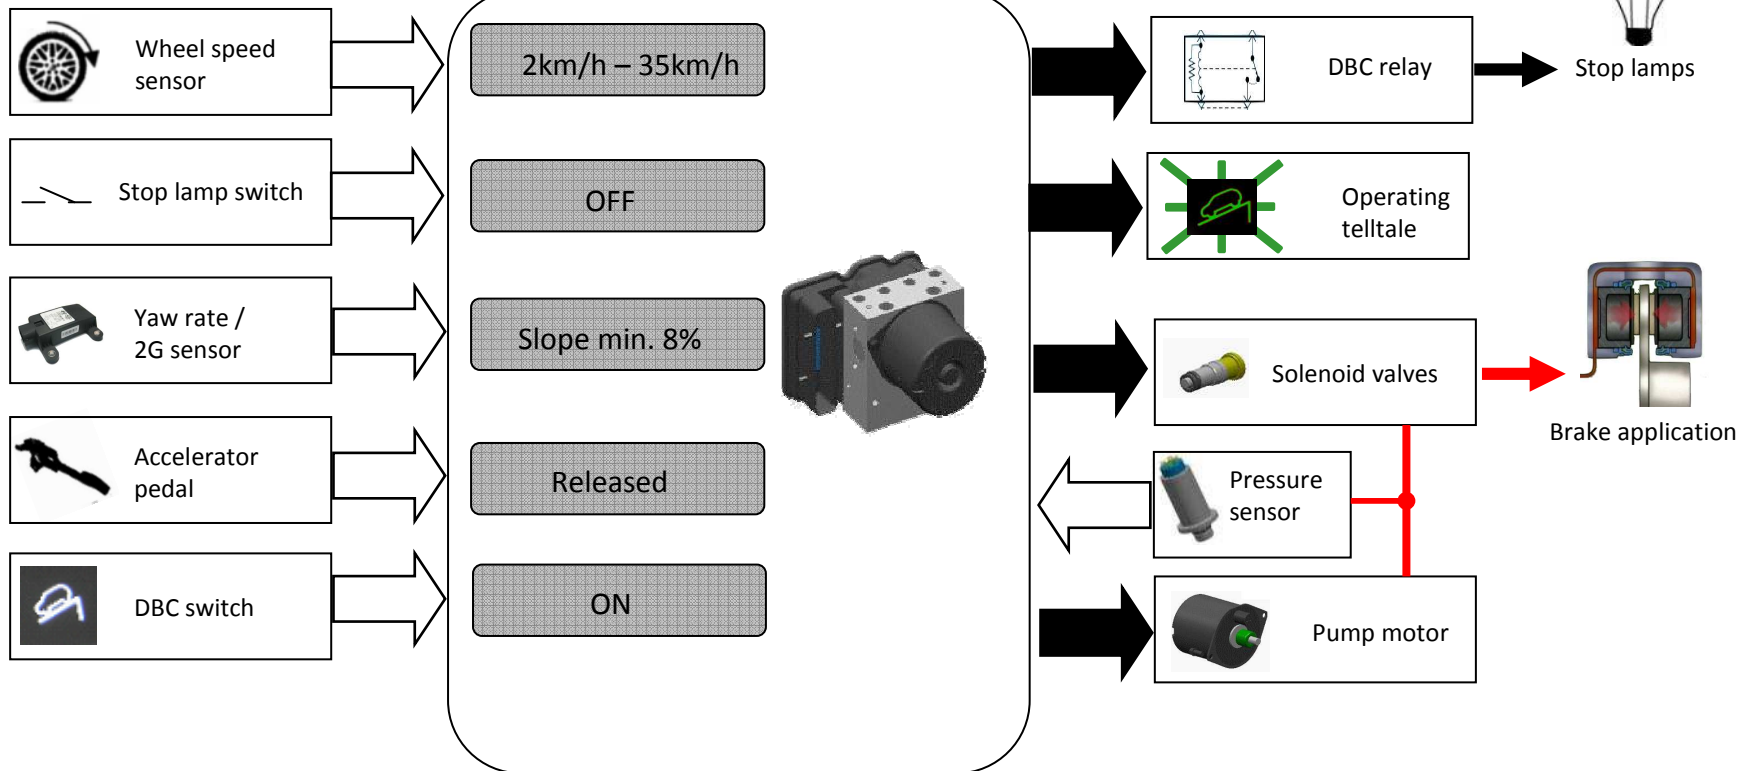 Wheel speed
sensor
2km/h – 35km/h
DBC relay
Stop lamps
Stop lamp switch
OFF
Operating
telltale
Yaw rate /
2G sensor
Slope min. 8%
Solenoid valves
Brake application
Accelerator
pedal
Released
Pressure
sensor
DBC switch
ON
Pump motor